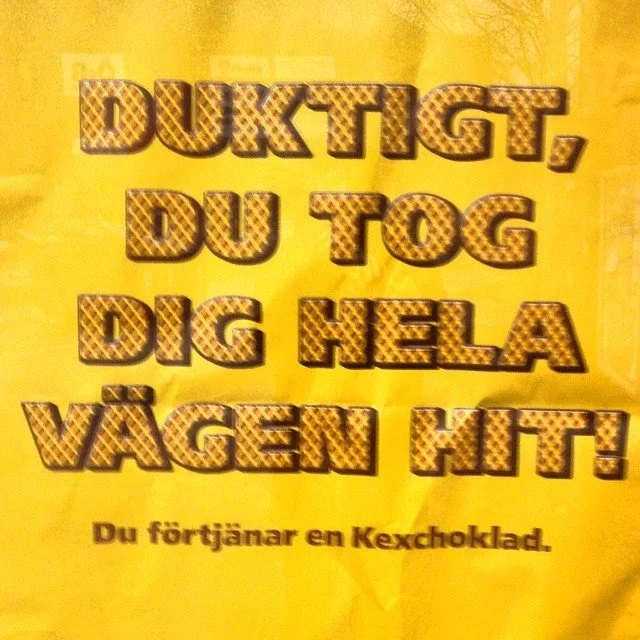 DUKTIGT,
DU TOG
DIG HELA
VÄGEN HIT!
Du förtjänar en Kexchoklad.